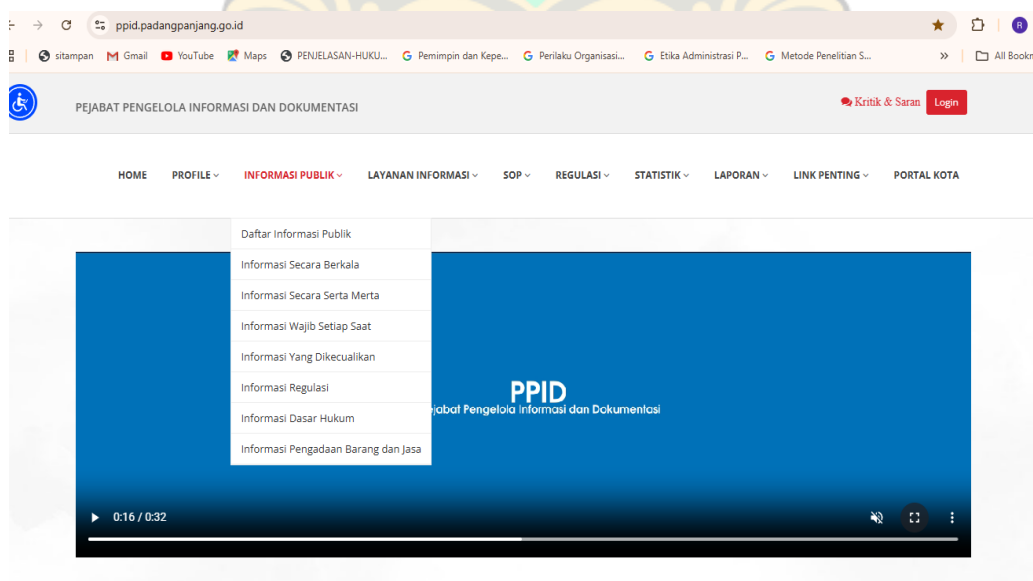 ppid.padangpanjang.go.id
R
sitampan Gmail YouTube Maps PENJELASAN-HUKU... Pemimpin dan Kepe... Perilaku Organisasi... Etika Administrasi P... Metode Penelitian S... » All Bookm
PEJABAT PENGELOLA INFORMASI DAN DOKUMENTASI
Kritik & Saran Login
HOME PROFILE INFORMASI PUBLIK LAYANAN INFORMASI SOP REGULASI STATISTIK LAPORAN LINK PENTING PORTAL KOTA
Daftar Informasi Publik
Informasi Secara Berkala
Informasi Secara Serta Merta
Informasi Wajib Setiap Saat
Informasi Yang Dikecualikan
Informasi Regulasi
Informasi Dasar Hukum
Informasi Pengadaan Barang dan Jasa
PPID
jabat Pengelola Informasi dan Dokumentasi
0:16 / 0:32